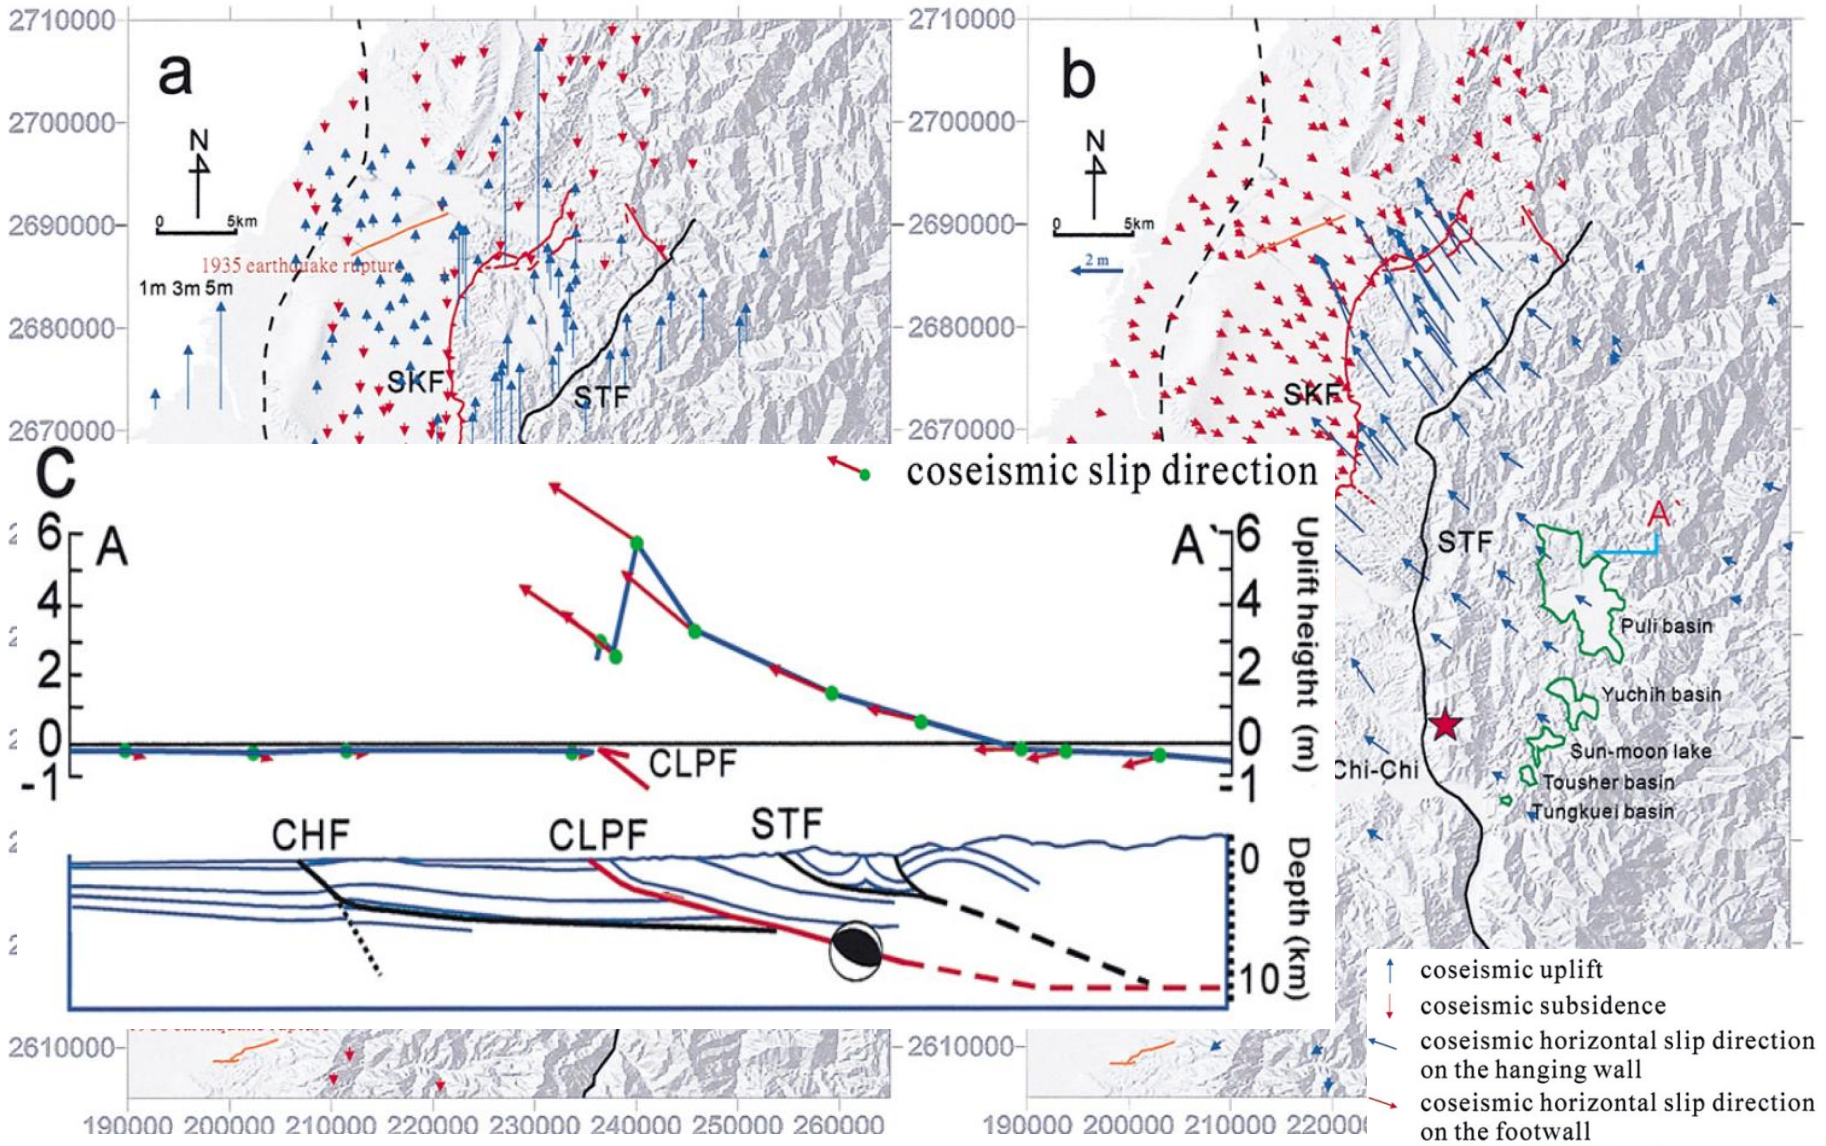 2710000
2700000
2690000
2680000
2670000
a
N
0 5km
1935 earthquake rupture
1m 3m 5m
SKF
STF
2710000
2700000
2690000
2680000
2670000
b
N
0 5km
2 m
SKF
STF
A`
Puli basin
Yuchih basin
Sun-moon lake
Tousher basin
Tungkuei basin
Chi-Chi
C
coseismic slip direction
A
A`
6
4
2
0
-1
6
4
2
0
-1
Uplift heigtht (m)
CLPF
CHF
CLPF
STF
0
10
Depth (km)
2610000
2610000
190000 200000 210000 220000 230000 240000 250000 260000
190000 200000 210000
coseismic uplift
coseismic subsidence
coseismic horizontal slip direction
on the hanging wall
coseismic horizontal slip direction
on the footwall